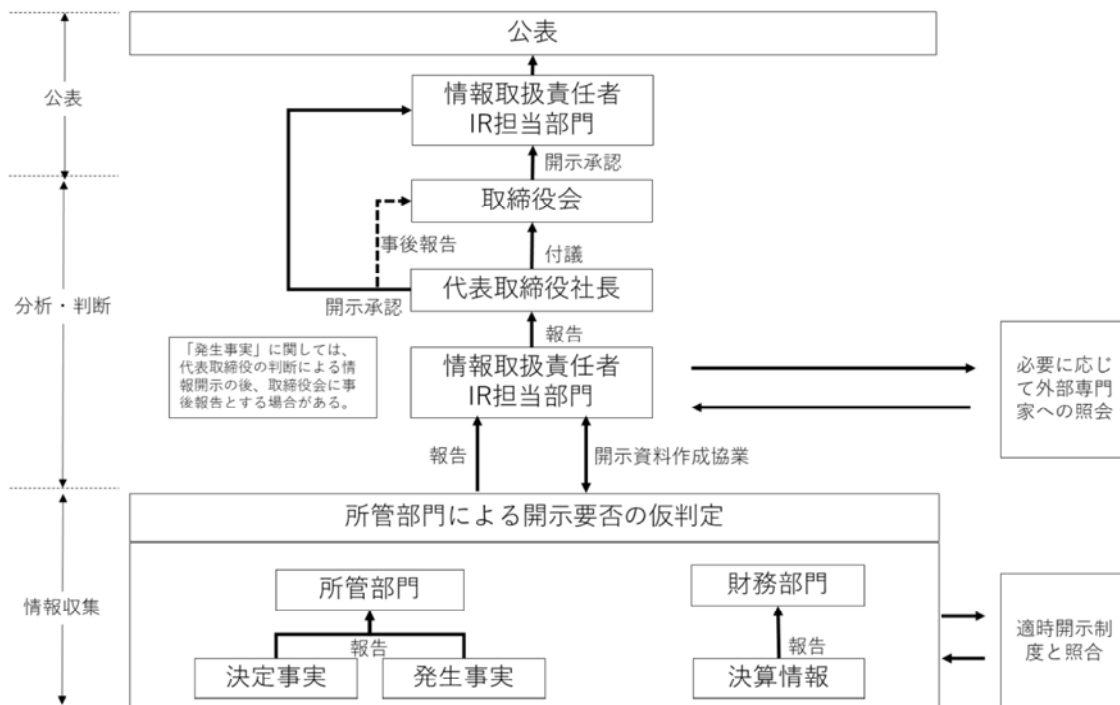 公表
公表
情報取扱責任者
IR担当部門
開示承認
取締役会
事後報告
付議
代表取締役社長
開示承認
分析・判断
報告
「発生事実」に関しては、
代表取締役の判断による情
報開示の後、取締役会に事
後報告とする場合がある。
情報取扱責任者
IR担当部門
必要に応じ
て外部専門
家への照会
報告
開示資料作成協業
所管部門による開示要否の仮判定
情報収集
所管部門
財務部門
報告
報告
決定事実
発生事実
決算情報
適時開示制
度と照合